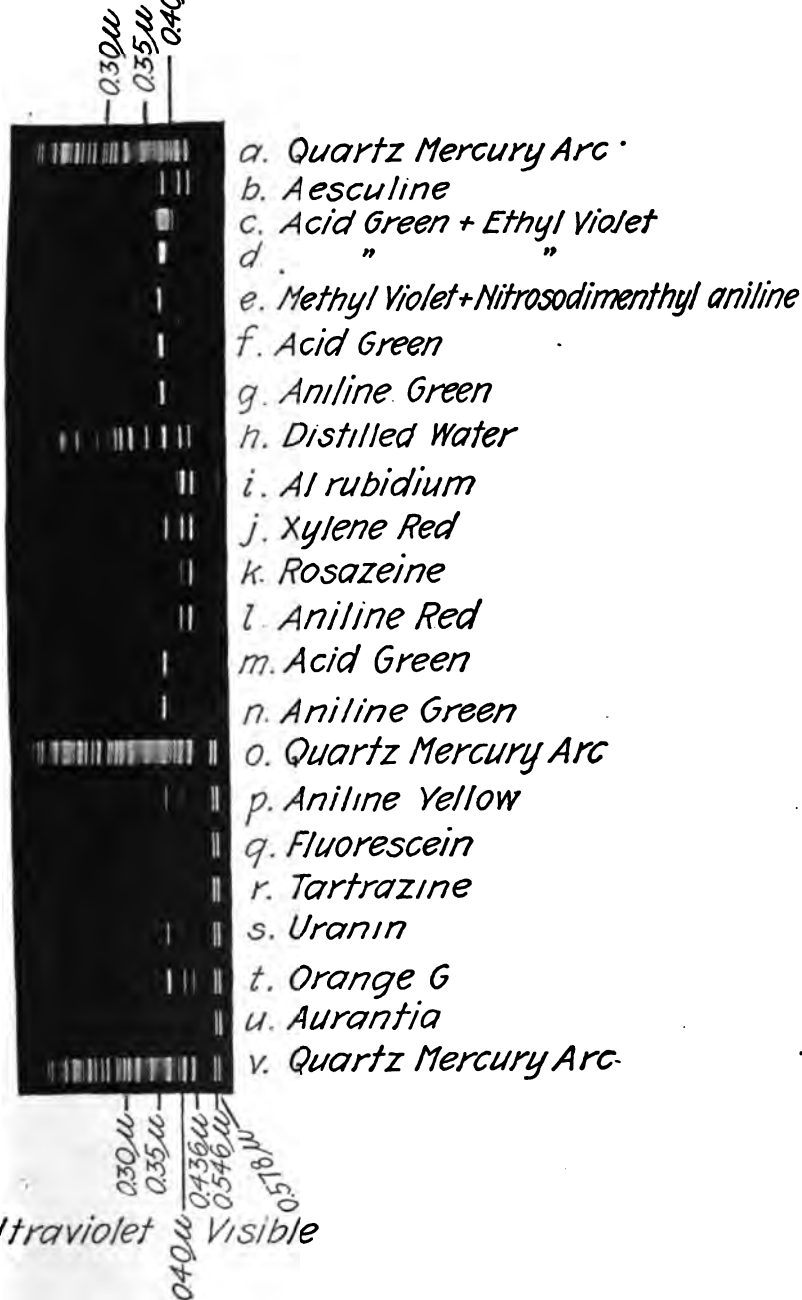 0.30µ 0.35µ
a. Quartz Mercury Arc
b. Aesculine
c. Acid Green + Ethyl Violet
d. " "
e. Methyl Violet+Nitrosodimenthyl aniline
f. Acid Green
g. Aniline Green
h. Distilled Water
i. Al rubidium
j. Xylene Red
k. Rosazeine
l. Aniline Red
m. Acid Green
n. Aniline Green
o. Quartz Mercury Arc
p. Aniline Yellow
q. Fluorescein
r. Tartrazine
s. Uranin
t. Orange G
u. Aurantia
v. Quartz Mercury Arc
0.30µ 0.35µ 0.40µ 0.436µ 0.546µ 0.578µ
Visible